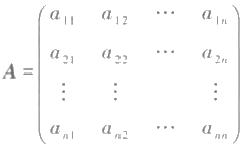 a₁₁ a₁₂ ⋯ a₁ₙ
A = a₂₁ a₂₂ ⋯ a₂ₙ
⋮ ⋮ ⋮
aₙ₁ aₙ₂ ⋯ aₙₙ